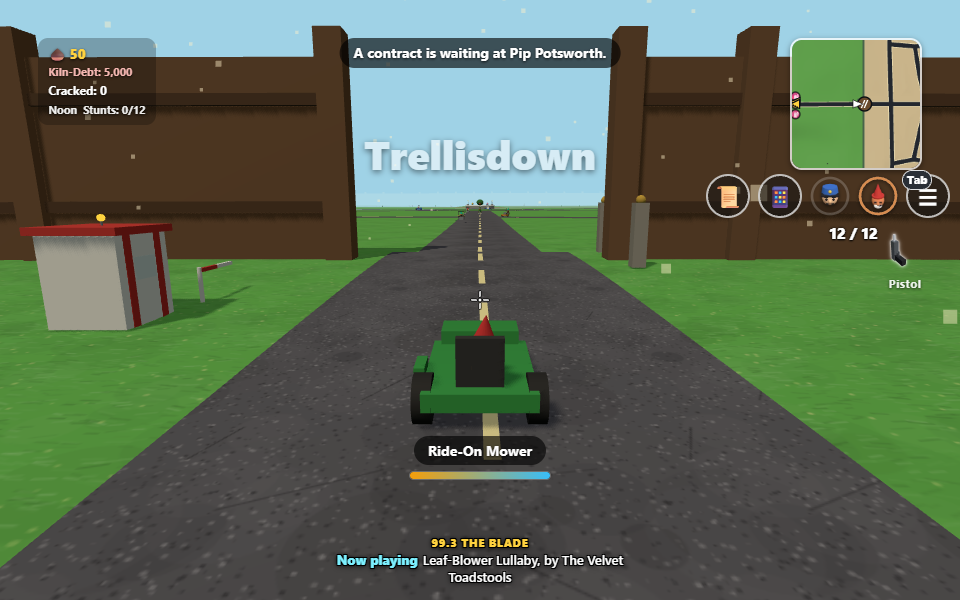 50
Kiln-Debt: 5,000
Cracked: 0
Noon Stunts: 0/12
A contract is waiting at Pip Potsworth.
Trellisdown
Tab
12 / 12
Pistol
Ride-On Mower
99.3 THE BLADE
Now playing Leaf-Blower Lullaby, by The Velvet
Toadstools